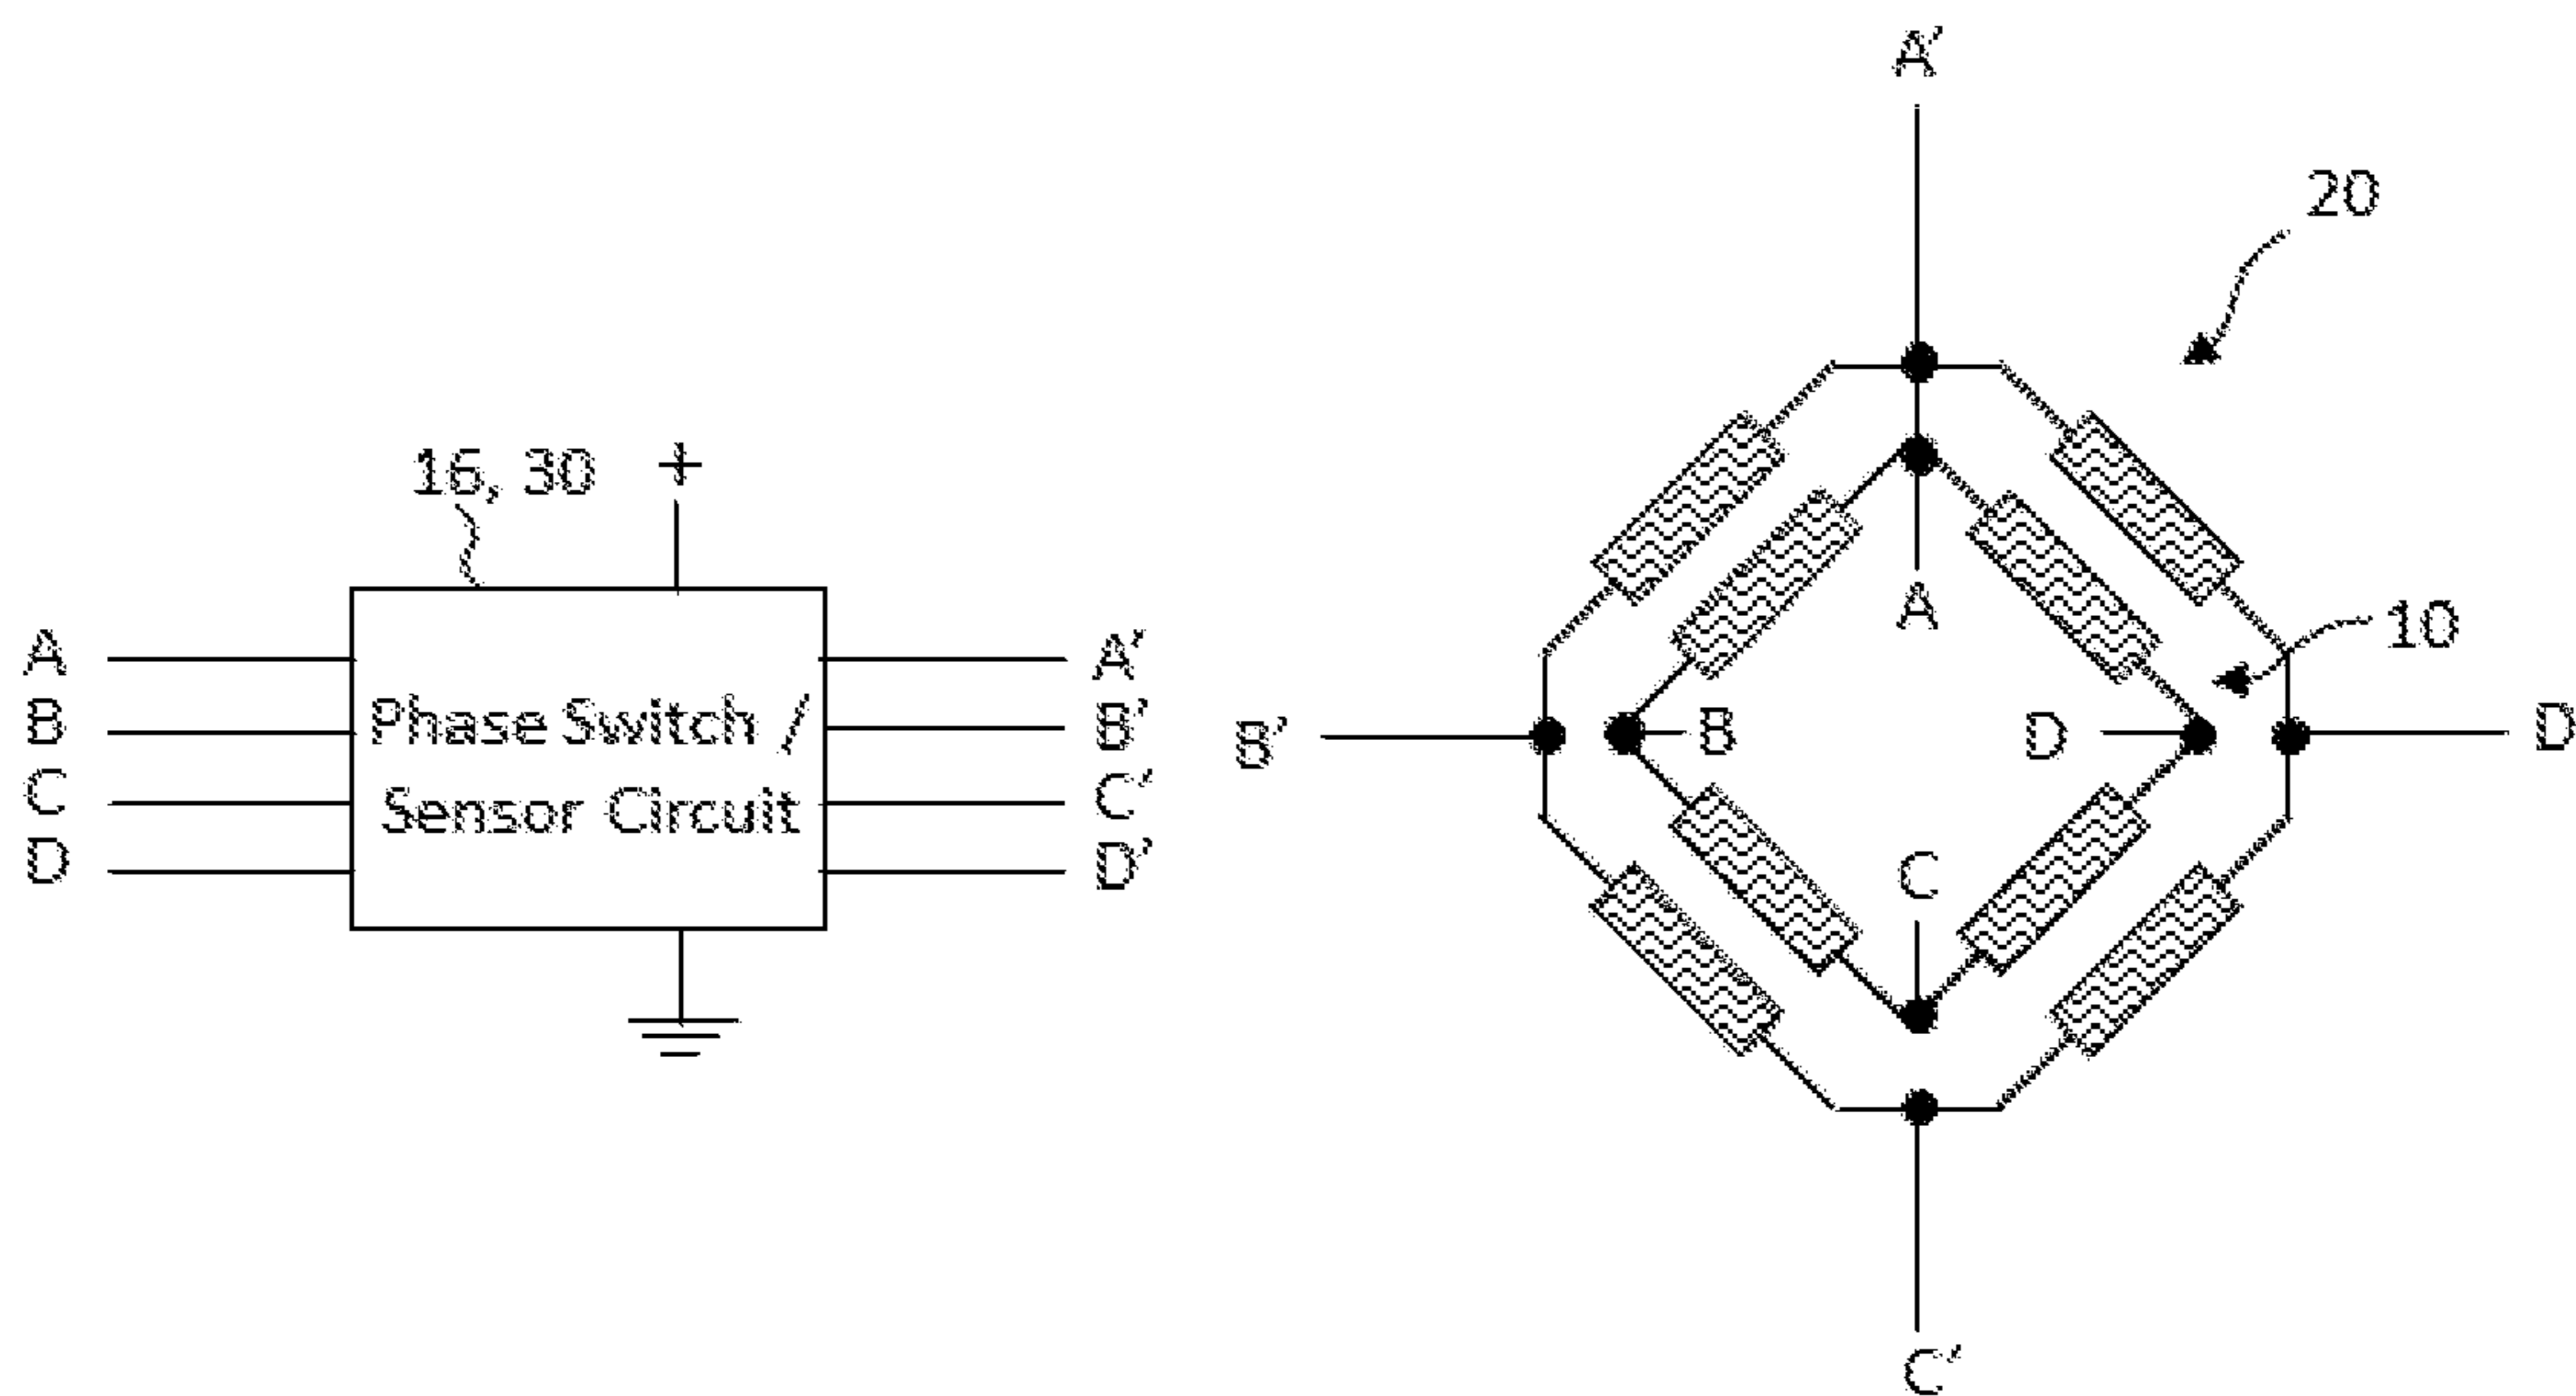 16, 30 +
A
B
C
D
Phase Switch /
Sensor Circuit
A'
B'
C'
D'
A'
20
10
A
B'
B
D
D
C
C'